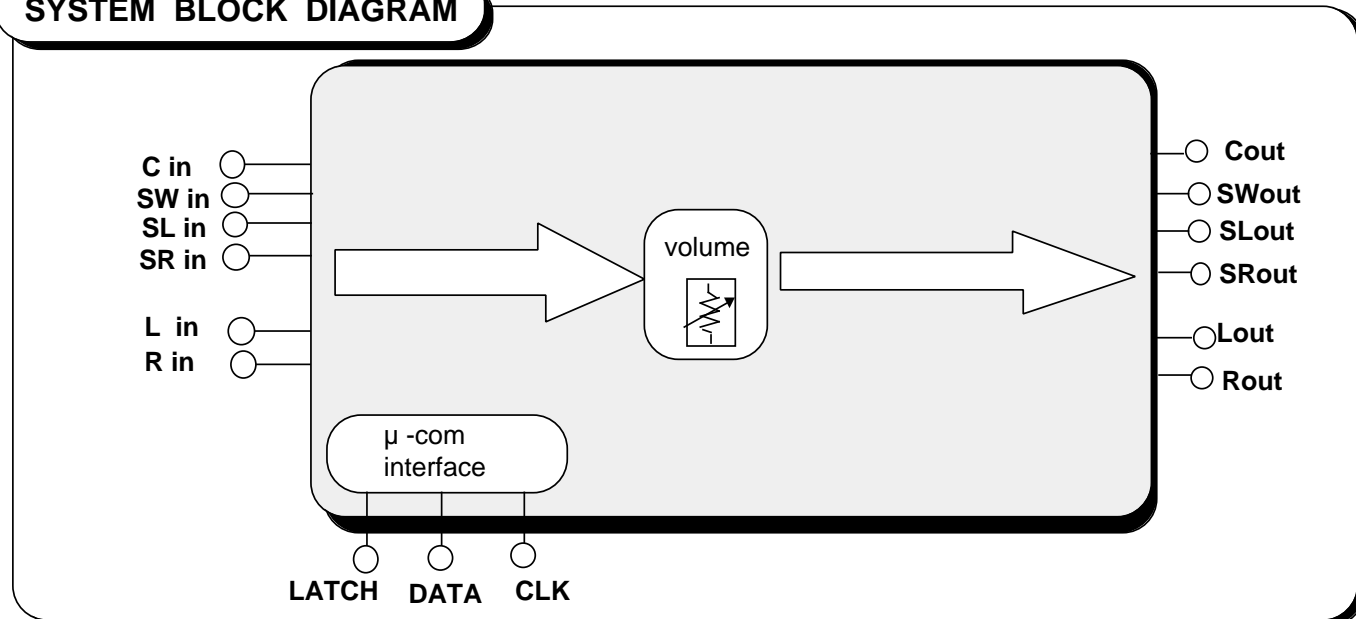 SYSTEM BLOCK DIAGRAM
C in
SW in
SL in
SR in
L in
R in
volume
Cout
SWout
SLout
SRout
Lout
Rout
µ -com
interface
LATCH
DATA
CLK